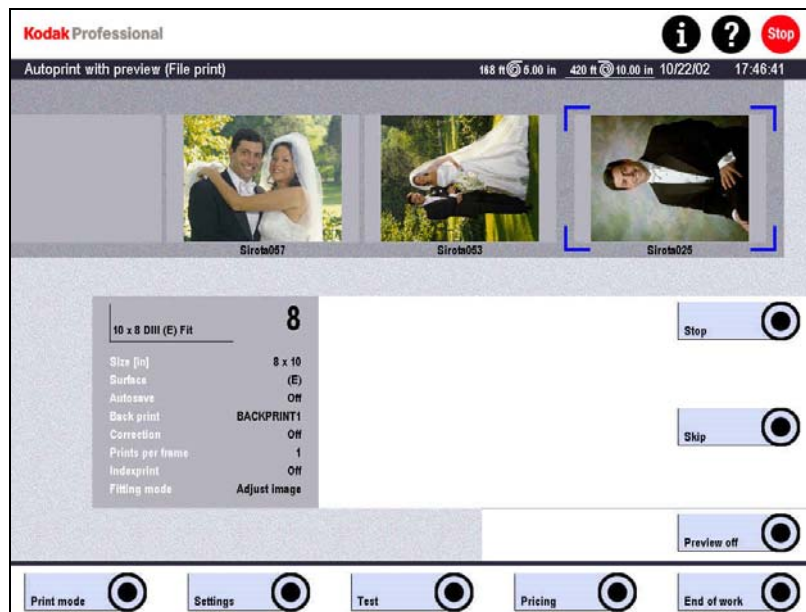 Kodak Professional
i ? Stop
Autoprint with preview (File print) 168 ft 6.00 in 420 ft 10.00 in 10/22/02 17:46:41
Sirota057 Sirota053 Sirota025
10 x 8 DIII (E) Fit 8
Size [in] 8 x 10
Surface (E)
Autosave Off
Back print BACKPRINT1
Correction Off
Prints per frame 1
Indexprint Off
Fitting mode Adjust image
Stop
Skip
Preview off
Print mode Settings Test Pricing End of work